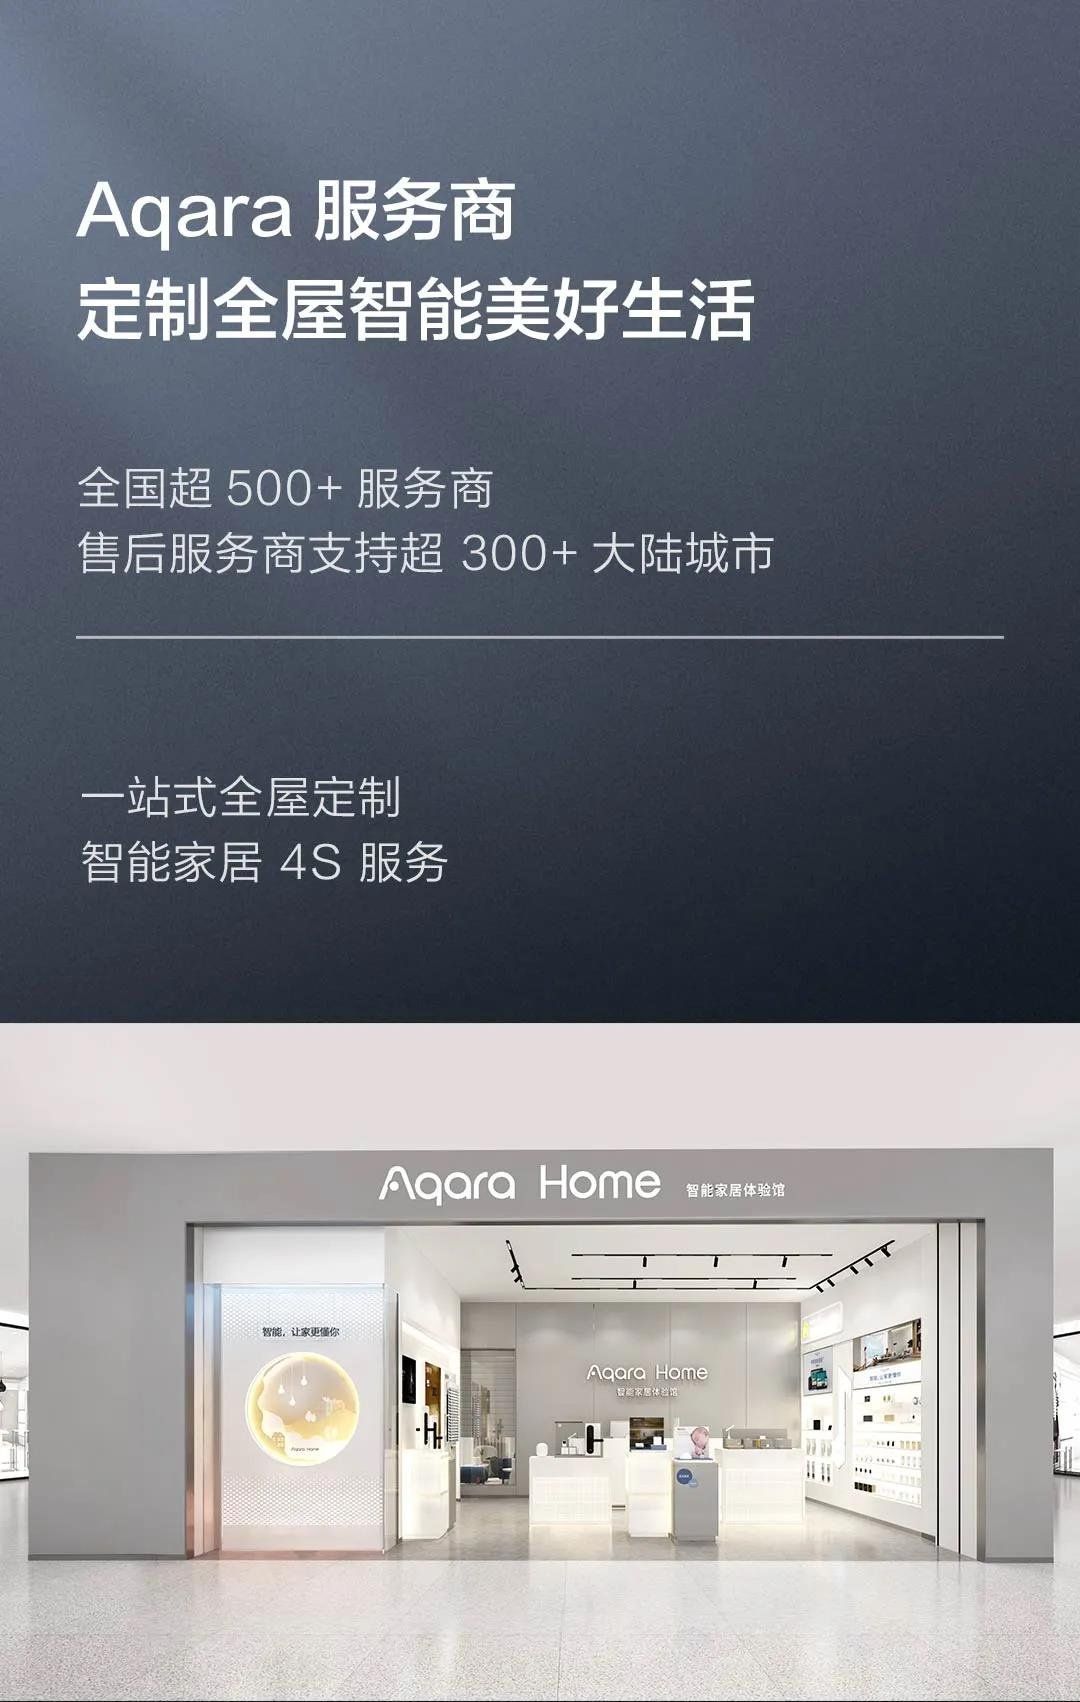 Aqara 服务商
定制全屋智能美好生活
全国超 500+ 服务商
售后服务商支持超 300+ 大陆城市
一站式全屋定制
智能家居 4S 服务
Aqara Home 智能家居体验馆
智能，让家更懂你
Aqara Home
Aqara Home
智能家居体验馆